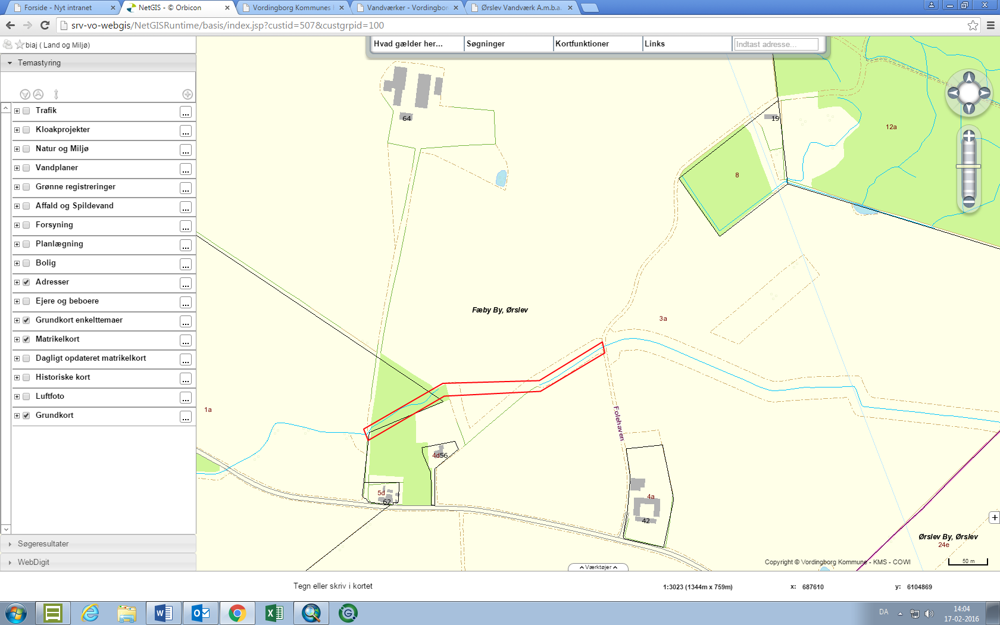 Forside - Nyt intranet
NetGIS - © Orbicon
Vordingborg Kommunes
Vandværker - Vordingbor
Ørslev Vandværk A.m.b.a.
srv-vo-webgis/NetGISRuntime/basis/index.jsp?custid=507&custgrpid=100
biaj ( Land og Miljø)
Temastyring
Trafik
Kloakprojekter
Natur og Miljø
Vandplaner
Grønne registreringer
Affald og Spildevand
Forsyning
Planlægning
Bolig
Adresser
Ejere og beboere
Grundkort enkelttemaer
Matrikelkort
Dagligt opdateret matrikelkort
Historiske kort
Luftfoto
Grundkort
Søgeresultater
WebDigit
Hvad gælder her...
Søgninger
Kortfunktioner
Links
Indtast adresse...
64
19
12a
8
Fæby By, Ørslev
3a
1a
Folehaven
4d56
5d
62
4a
42
Ørslev By, Ørslev
24e
Copyright © Vordingborg Kommune - KMS - COWI
50 m
Værktøjer
Tegn eller skriv i kortet
1:3023 (1344m x 759m)
x: 687610
y: 6104869
DA
14:04
17-02-2016